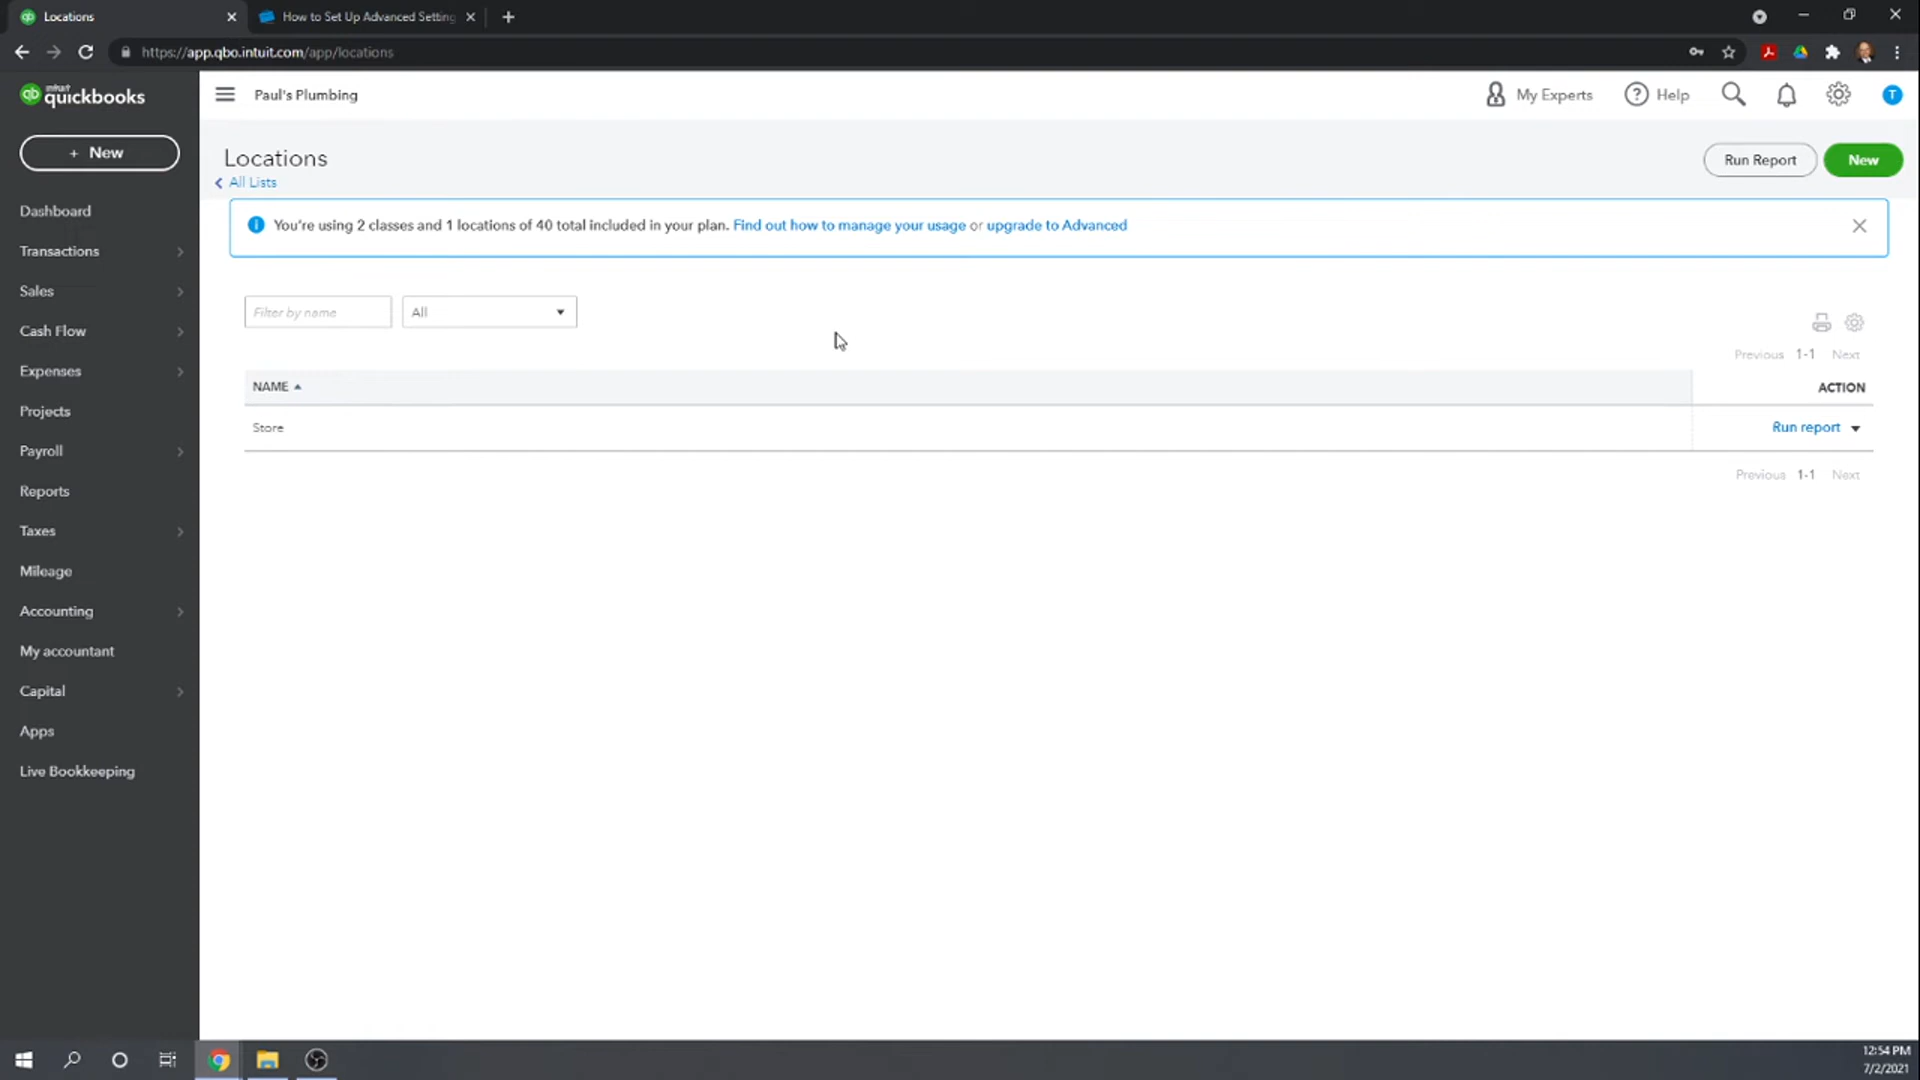 Locations
How to Set Up Advanced Setting
https://app.qbo.intuit.com/app/locations
intuit
quickbooks
Paul's Plumbing
My Experts
Help
T
+ New
Locations
All Lists
Run Report
New
You're using 2 classes and 1 locations of 40 total included in your plan. Find out how to manage your usage or upgrade to Advanced
Dashboard
Transactions
Sales
Cash Flow
Expenses
Projects
Payroll
Reports
Taxes
Mileage
Accounting
My accountant
Capital
Apps
Live Bookkeeping
Filter by name
All
Previous 1-1 Next
NAME
ACTION
Store
Run report
Previous 1-1 Next
12:54 PM
7/2/2021